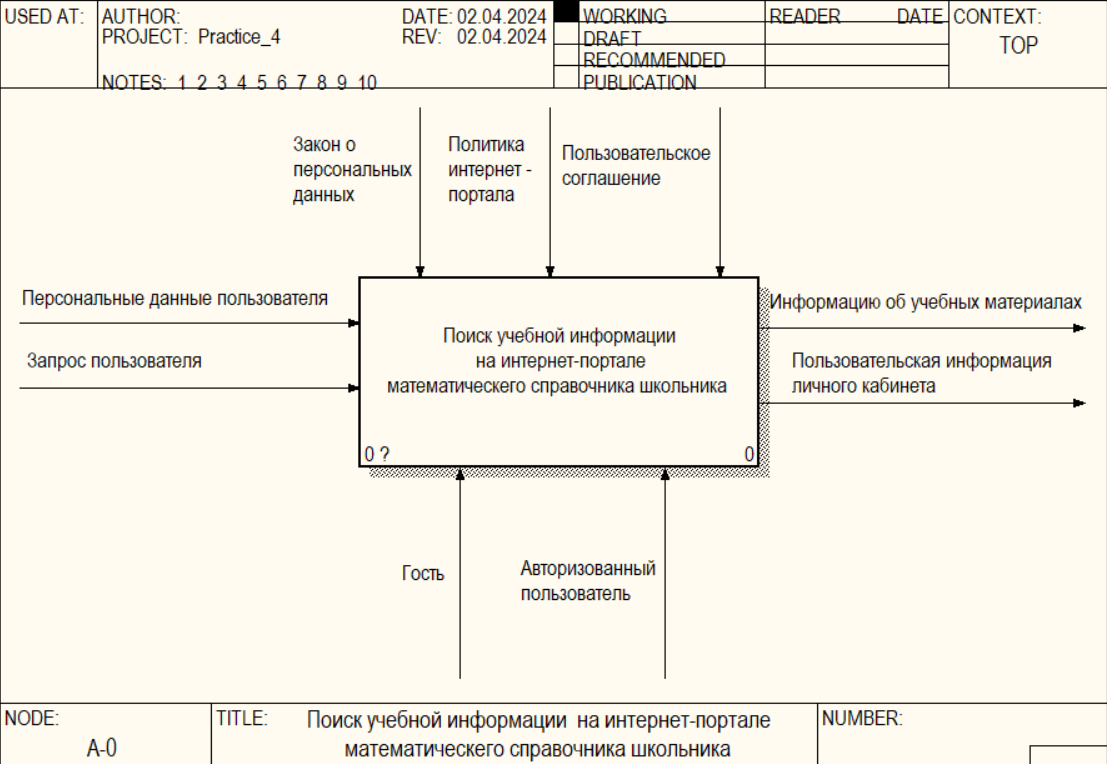 USED AT:
AUTHOR:
DATE: 02.04.2024
PROJECT: Practice_4
REV: 02.04.2024
NOTES: 1 2 3 4 5 6 7 8 9 10
WORKING
DRAFT
RECOMMENDED
PUBLICATION
READER
DATE
CONTEXT:
TOP
Закон о
персональных
данных
Политика
интернет -
портала
Пользовательское
соглашение
Персональные данные пользователя
Запрос пользователя
Поиск учебной информации
на интернет-портале
математического справочника школьника
0 ?
0
Информацию об учебных материалах
Пользовательская информация
личного кабинета
Гость
Авторизованный
пользователь
NODE:
A-0
TITLE:
Поиск учебной информации на интернет-портале
математического справочника школьника
NUMBER: